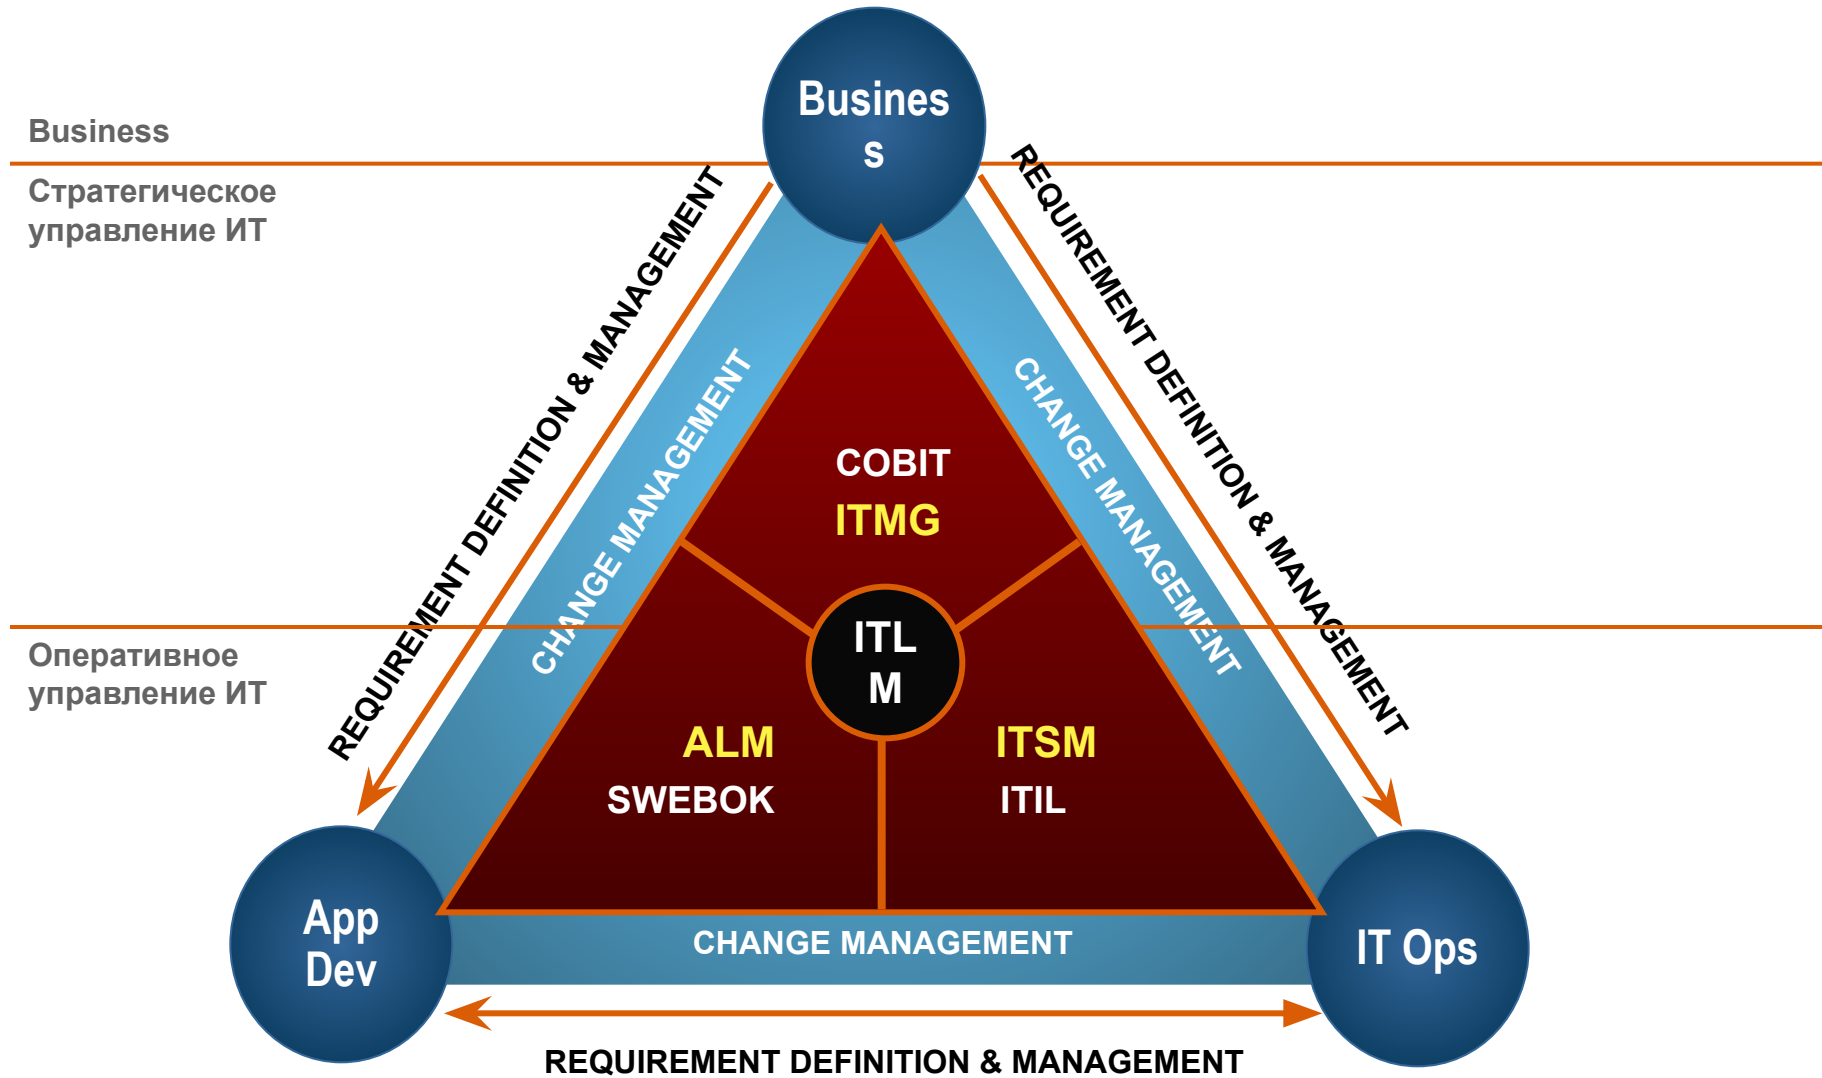 Busines
s
Business
Стратегическое
управление ИТ
REQUIREMENT DEFINITION & MANAGEMENT
REQUIREMENT DEFINITION & MANAGEMENT
CHANGE MANAGEMENT
CHANGE MANAGEMENT
COBIT
ITMG
ITL
M
Оперативное
управление ИТ
ALM
SWEBOK
ITSM
ITIL
App
Dev
CHANGE MANAGEMENT
IT Ops
REQUIREMENT DEFINITION & MANAGEMENT